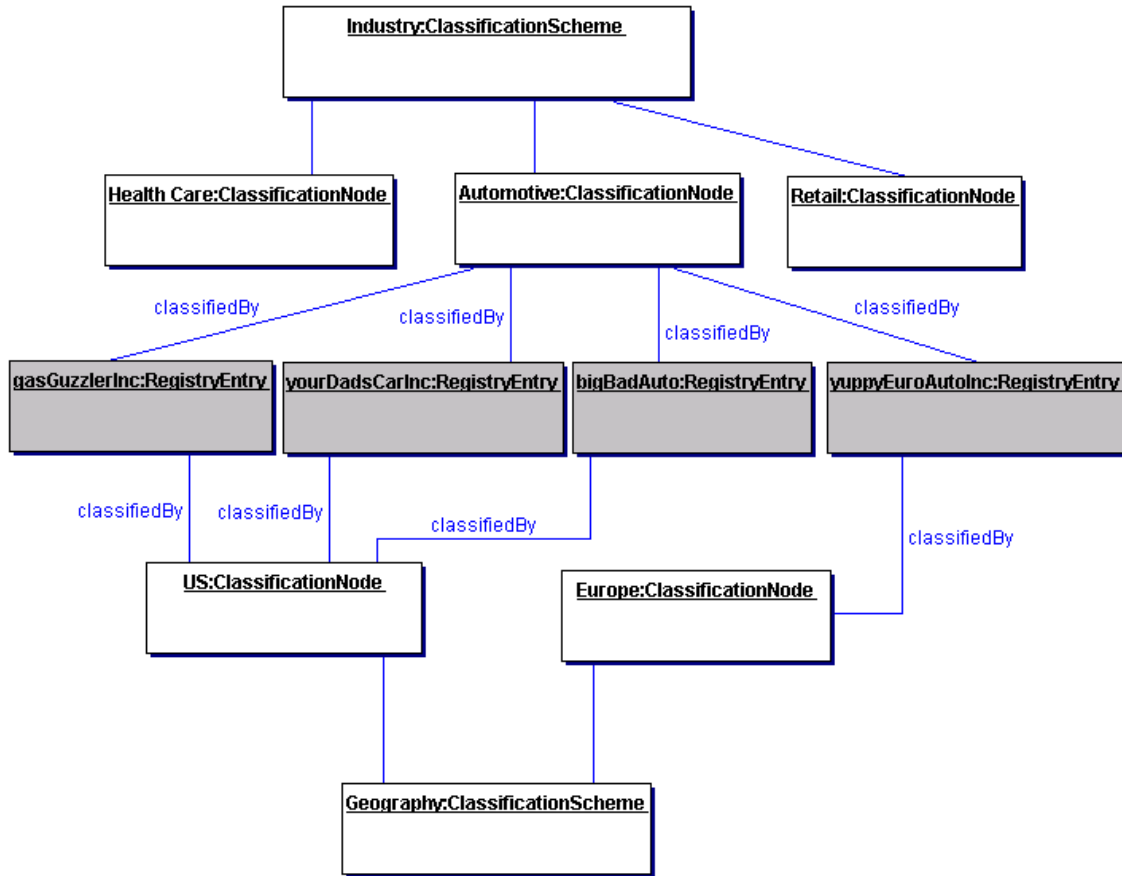 Industry:ClassificationScheme
Health Care:ClassificationNode
Automotive:ClassificationNode
Retail:ClassificationNode
classifiedBy
classifiedBy
classifiedBy
classifiedBy
gasGuzzlerInc:RegistryEntry
yourDadsCarInc:RegistryEntry
bigBadAuto:RegistryEntry
yuppyEuroAutoInc:RegistryEntry
classifiedBy
classifiedBy
classifiedBy
classifiedBy
US:ClassificationNode
Europe:ClassificationNode
Geography:ClassificationScheme